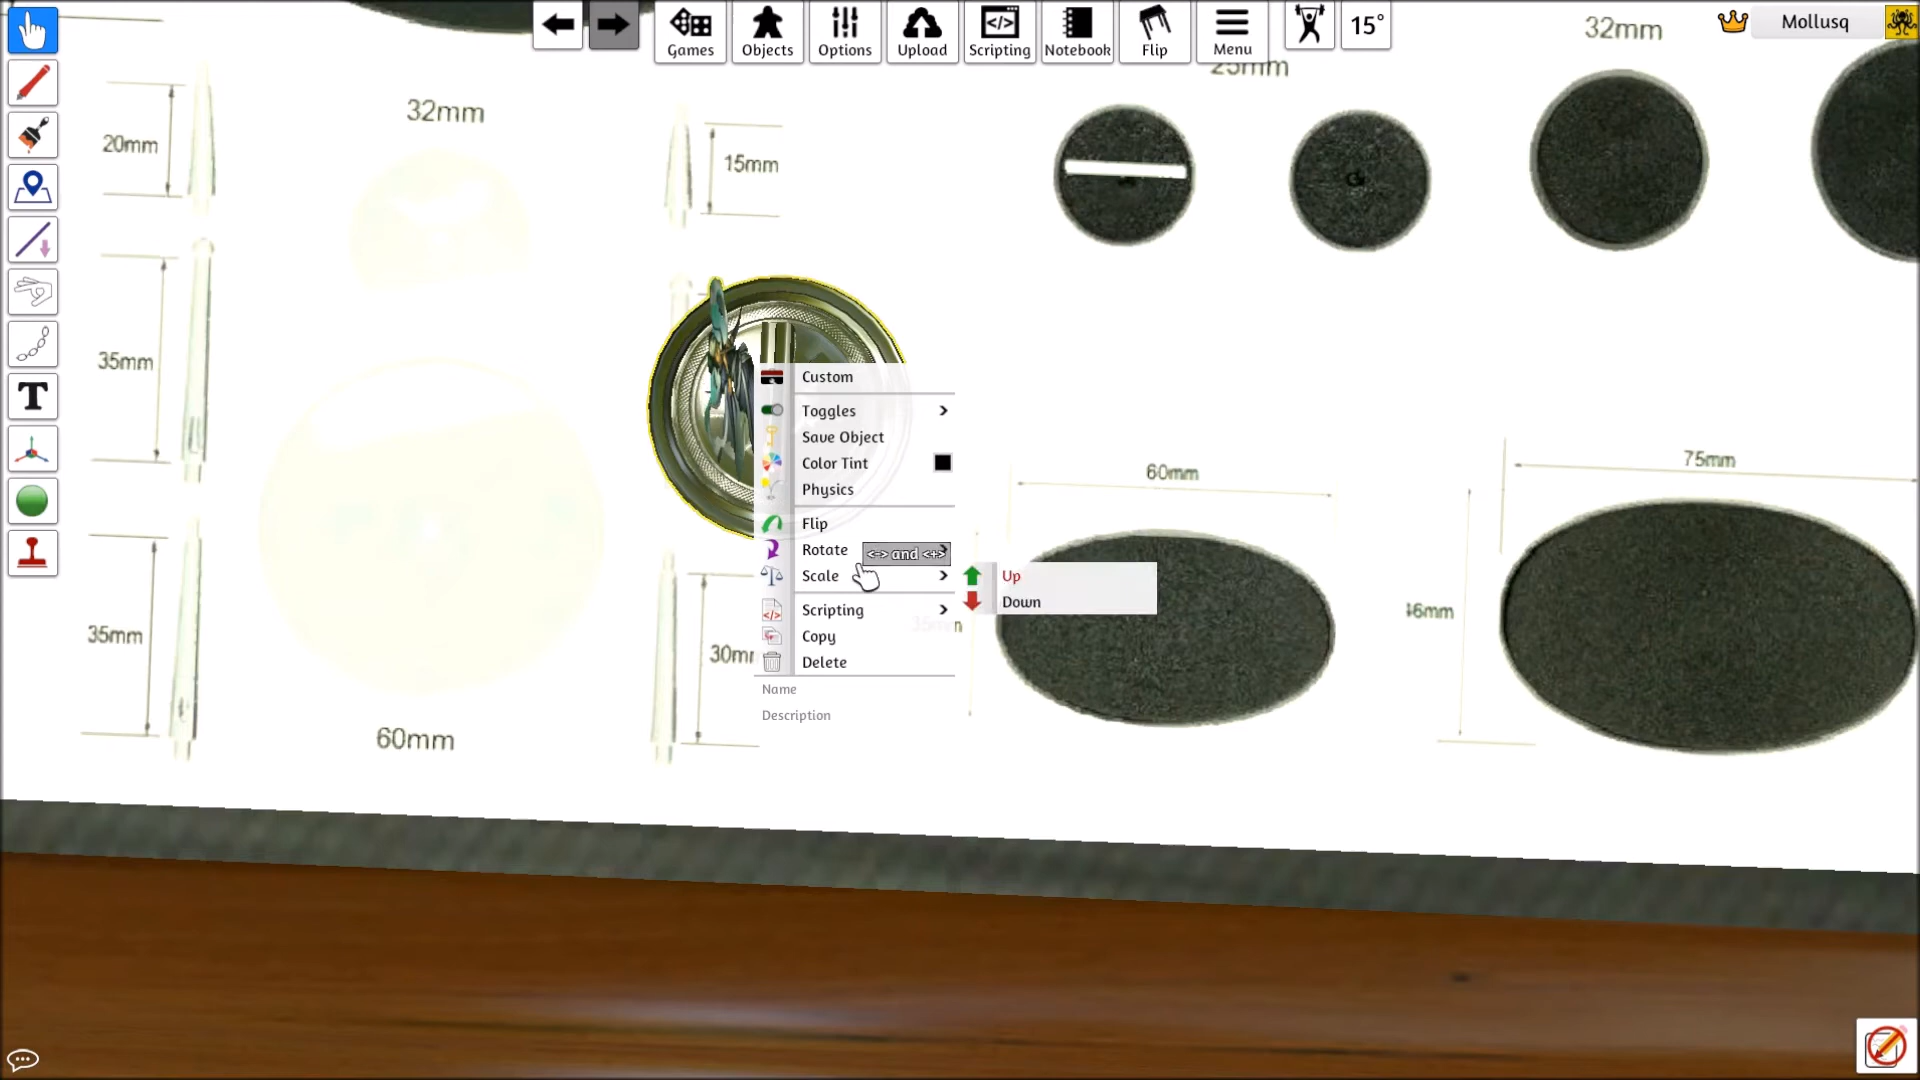 Games
Objects
Options
Upload
Scripting
Notebook
Flip
Menu
15°
Mollusq
32mm
25mm
32mm
20mm
15mm
35mm
35mm
30mm
60mm
60mm
75mm
46mm
Custom
Toggles
Save Object
Color Tint
Physics
Flip
Rotate
<-> and <+>
Scale
Up
Down
Scripting
Copy
Delete
Name
Description
T